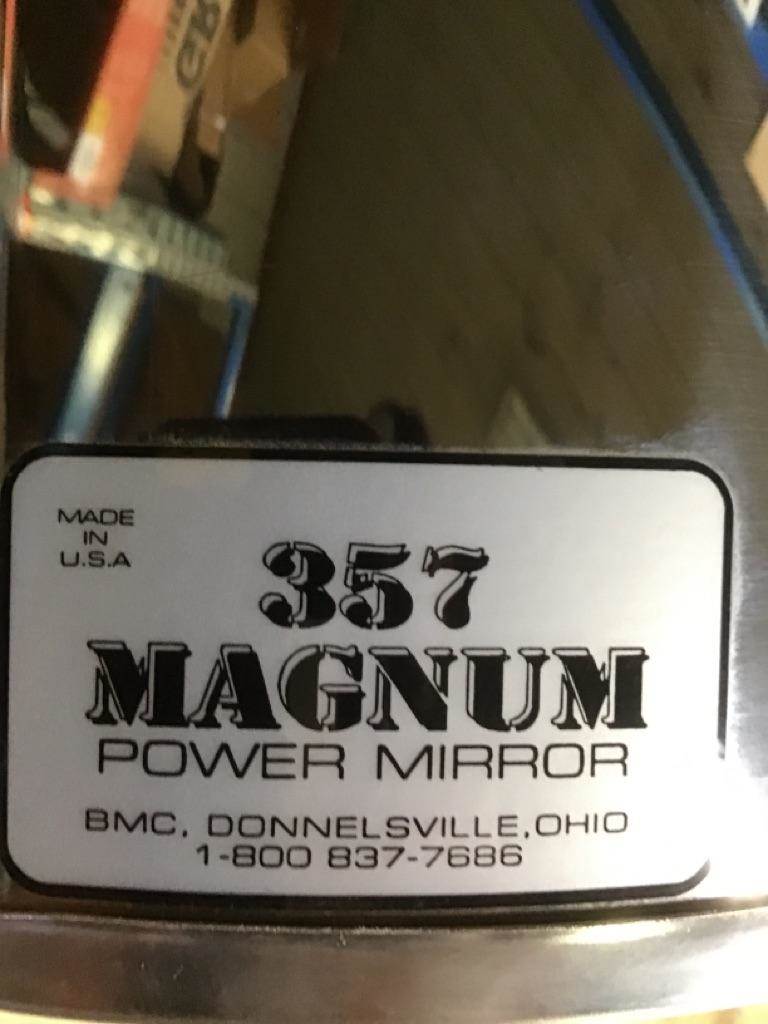 MADE
IN
U.S.A
357
MAGNUM
POWER MIRROR
BMC, DONNELSVILLE,OHIO
1-800 837-7686